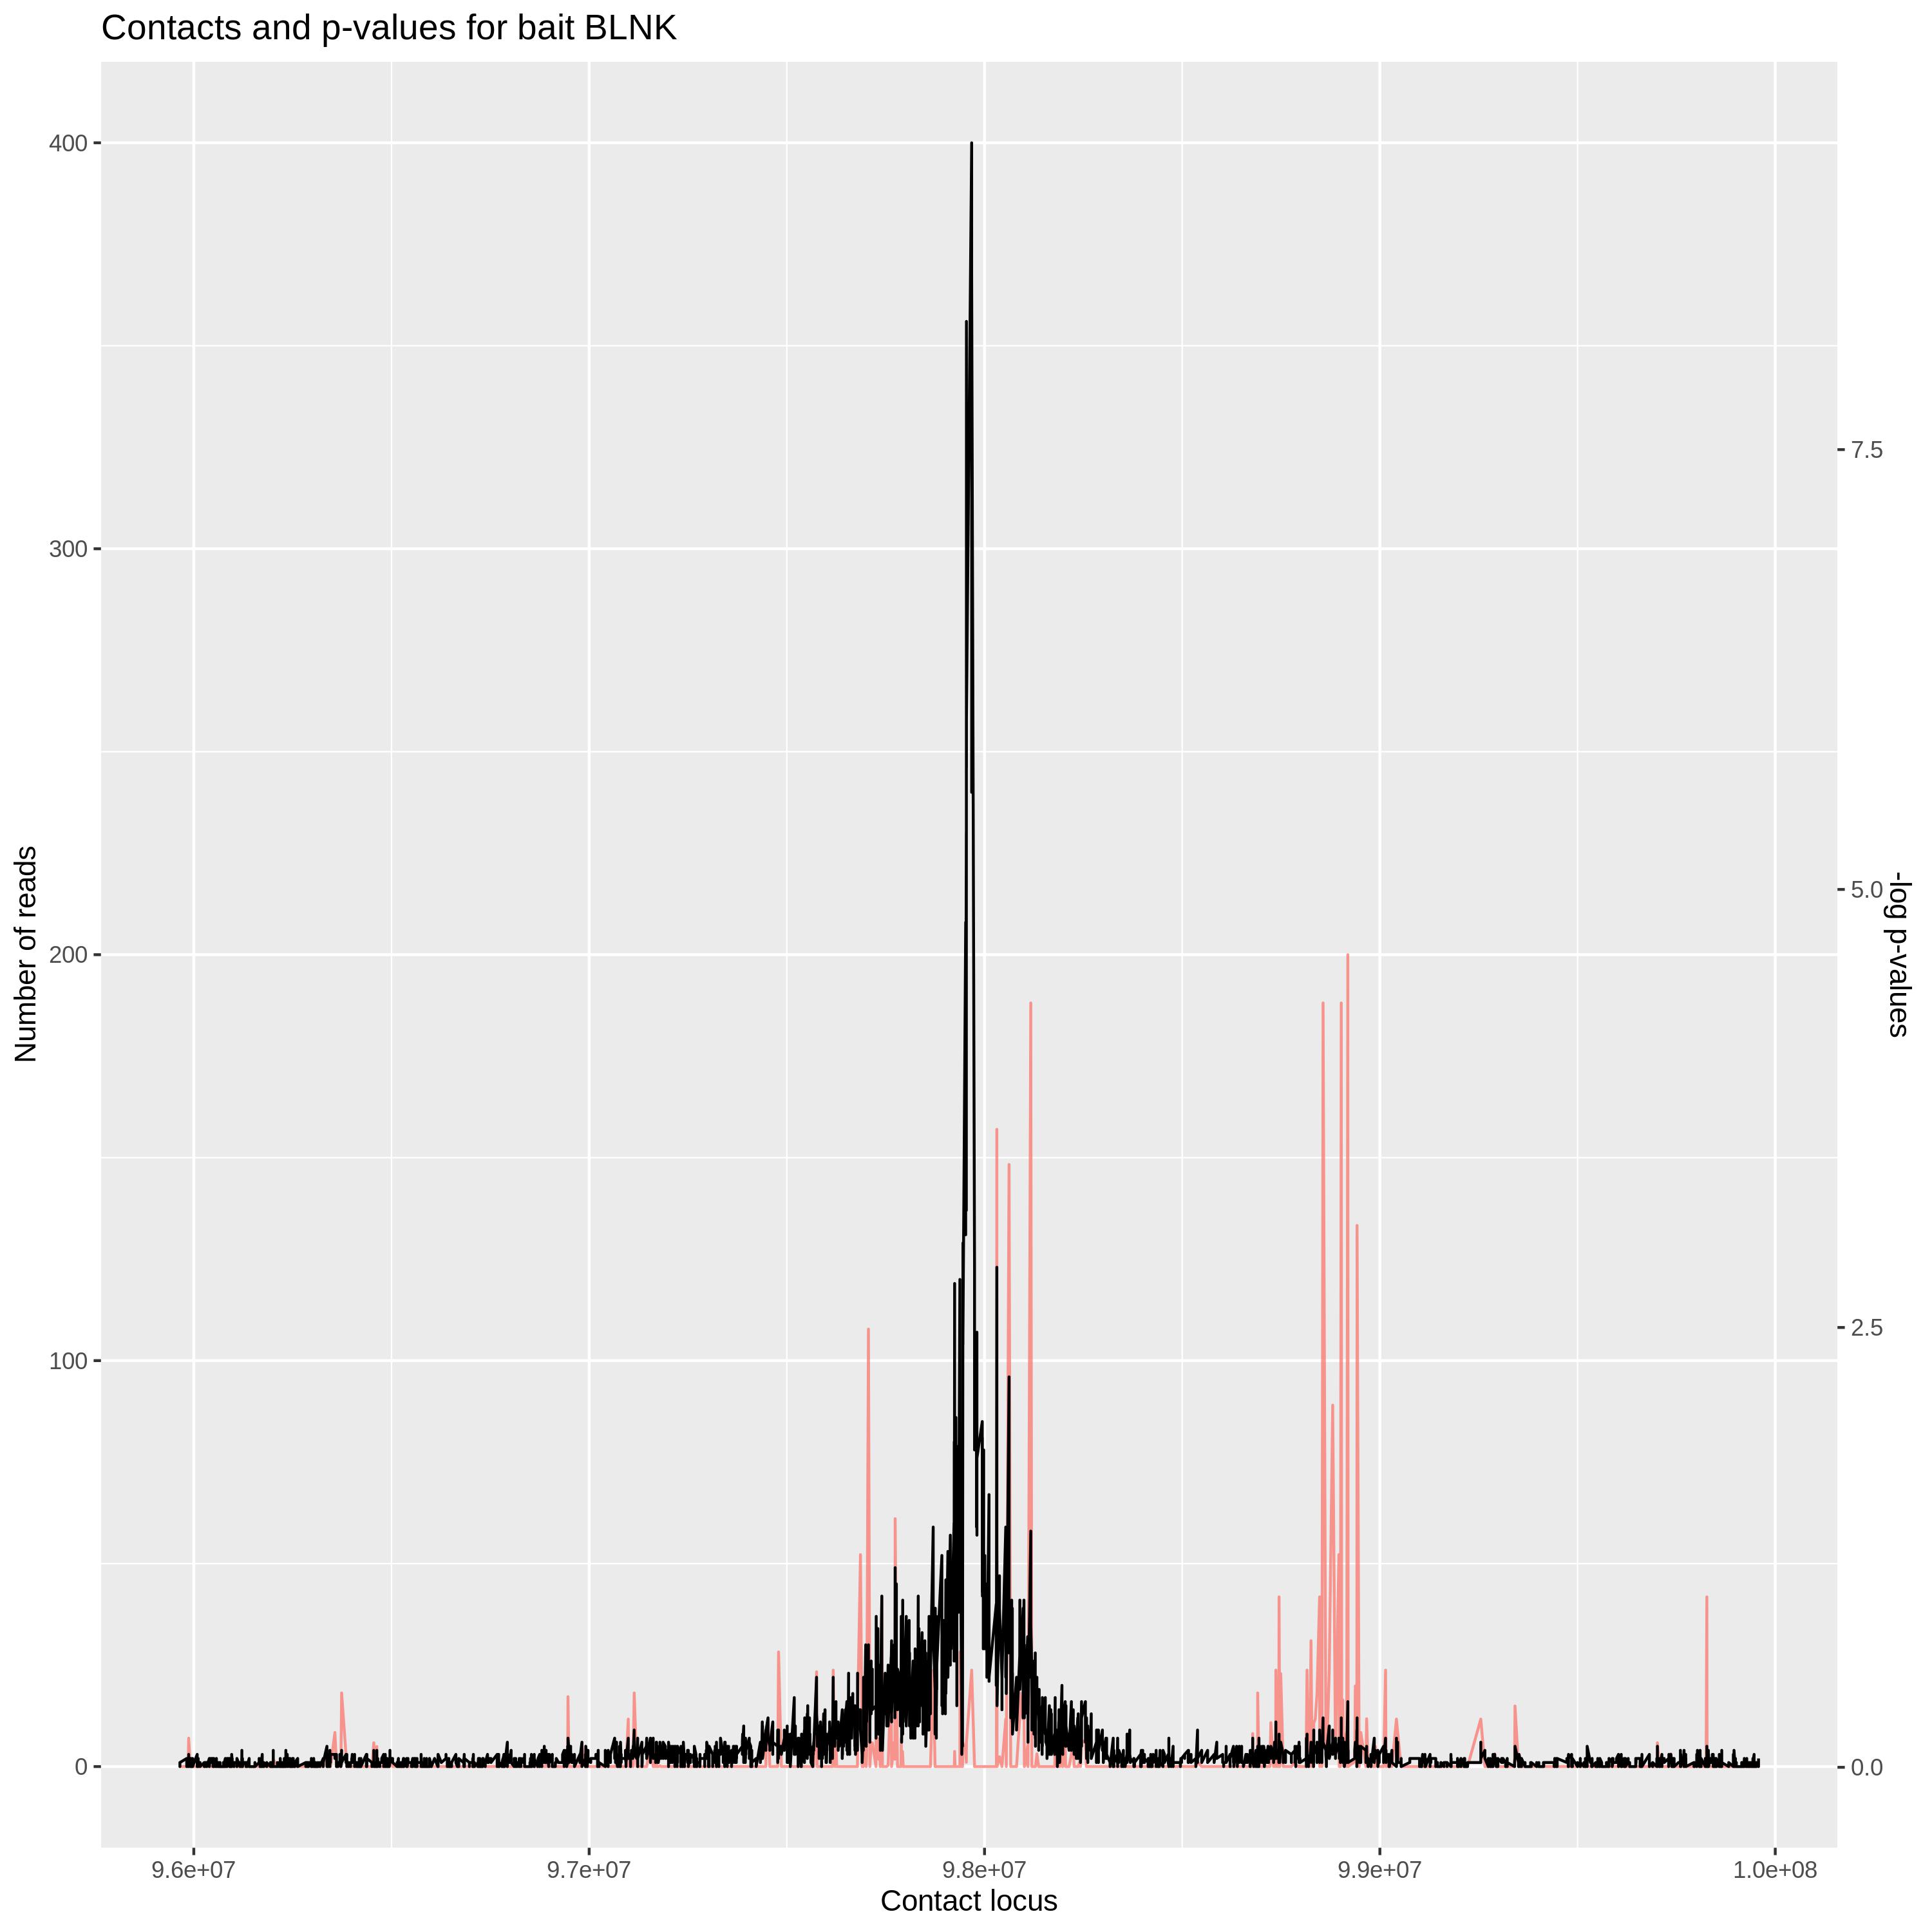 Contacts and p-values for bait BLNK
400
300
200
100
0
Number of reads
7.5
5.0
2.5
0.0
-log p-values
9.6e+07
9.7e+07
9.8e+07
9.9e+07
1.0e+08
Contact locus